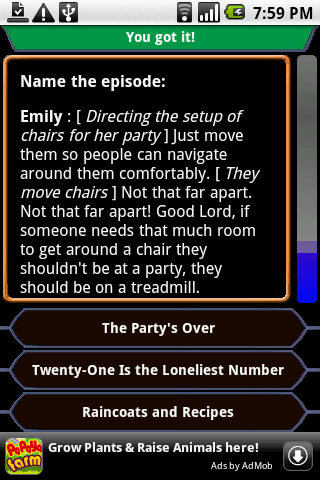 7:59 PM
You got it!
Name the episode:
Emily : [ Directing the setup of
chairs for her party ] Just move
them so people can navigate
around them comfortably. [ They
move chairs ] Not that far apart.
Not that far apart! Good Lord, if
someone needs that much room
to get around a chair they
shouldn't be at a party, they
should be on a treadmill.
The Party's Over
Twenty-One Is the Loneliest Number
Raincoats and Recipes
Grow Plants & Raise Animals here!
Ads by AdMob